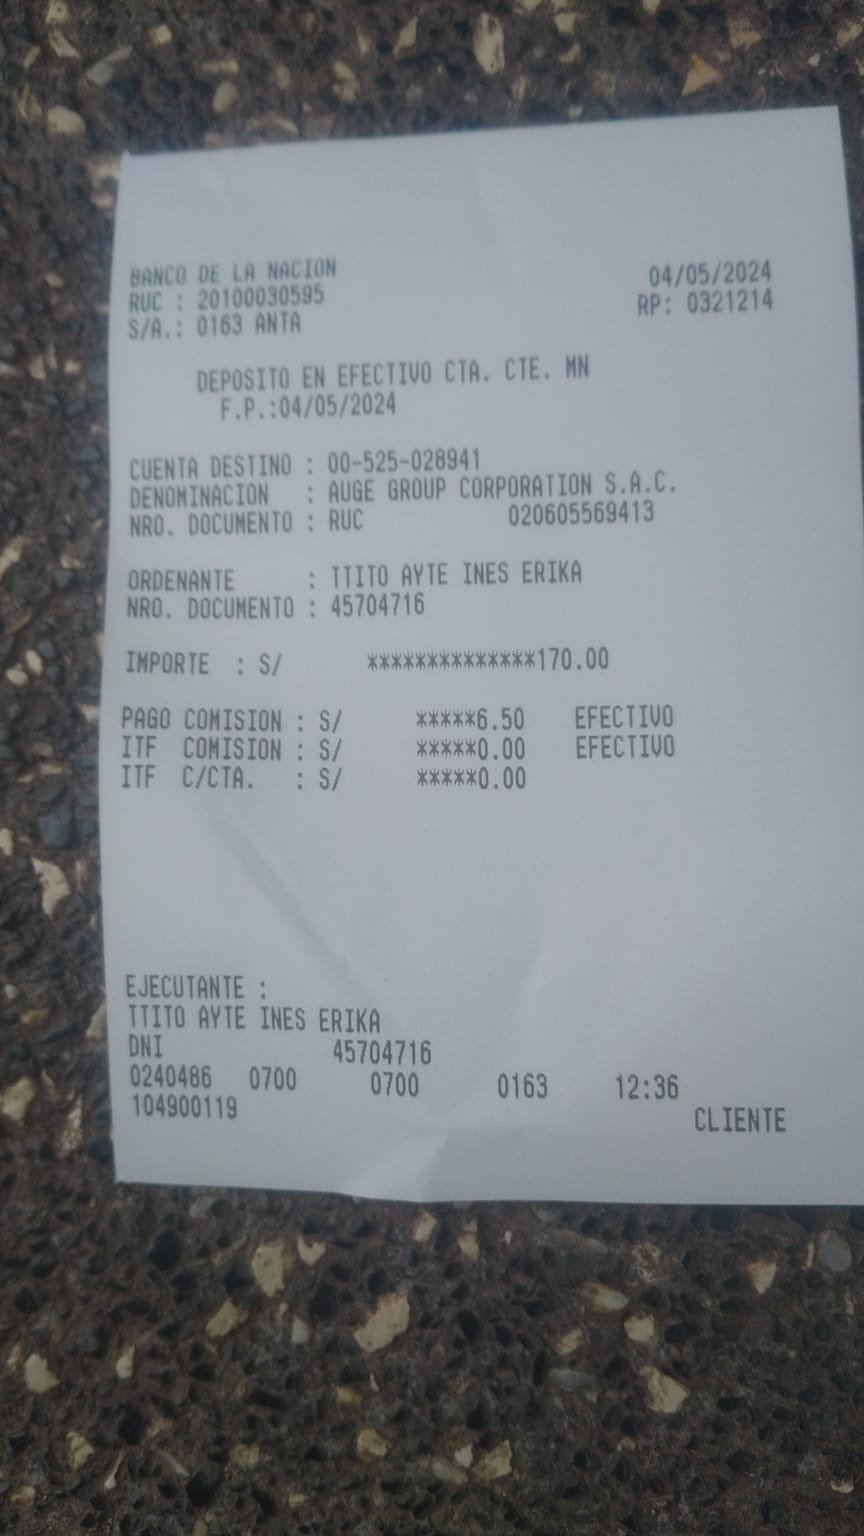 BANCO DE LA NACION 04/05/2024
RUC : 20100030595 RP: 0321214
S/A.: 0163 ANTA
DEPOSITO EN EFECTIVO CTA. CTE. MN
F.P.:04/05/2024
CUENTA DESTINO : 00-525-028941
DENOMINACION : AUGE GROUP CORPORATION S.A.C.
NRO. DOCUMENTO : RUC 020605569413
ORDENANTE : TTITO AYTE INES ERIKA
NRO. DOCUMENTO : 45704716
IMPORTE : S/ **************170.00
PAGO COMISION : S/ *****6.50 EFECTIVO
ITF COMISION : S/ *****0.00 EFECTIVO
ITF C/CTA. : S/ *****0.00
EJECUTANTE :
TTITO AYTE INES ERIKA
DNI 45704716
0240486 0700 0700 0163 12:36
104900119
CLIENTE